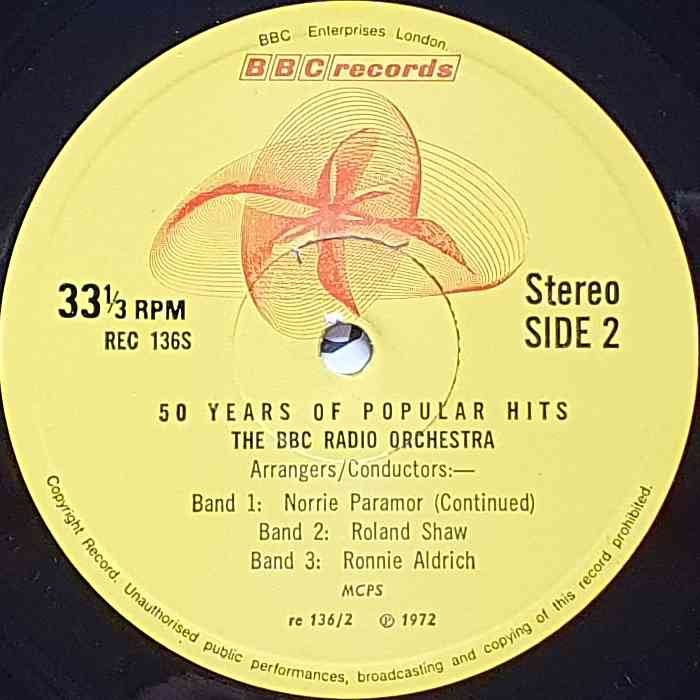 BBC Enterprises London.
BBC records
33⅓ RPM
REC 136S
Stereo
SIDE 2
50 YEARS OF POPULAR HITS
THE BBC RADIO ORCHESTRA
Arrangers/Conductors:—
Band 1: Norrie Paramor (Continued)
Band 2: Roland Shaw
Band 3: Ronnie Aldrich
MCPS
re 136/2 ℗ 1972
Copyright Record. Unauthorised public performances, broadcasting and copying of this record prohibited.